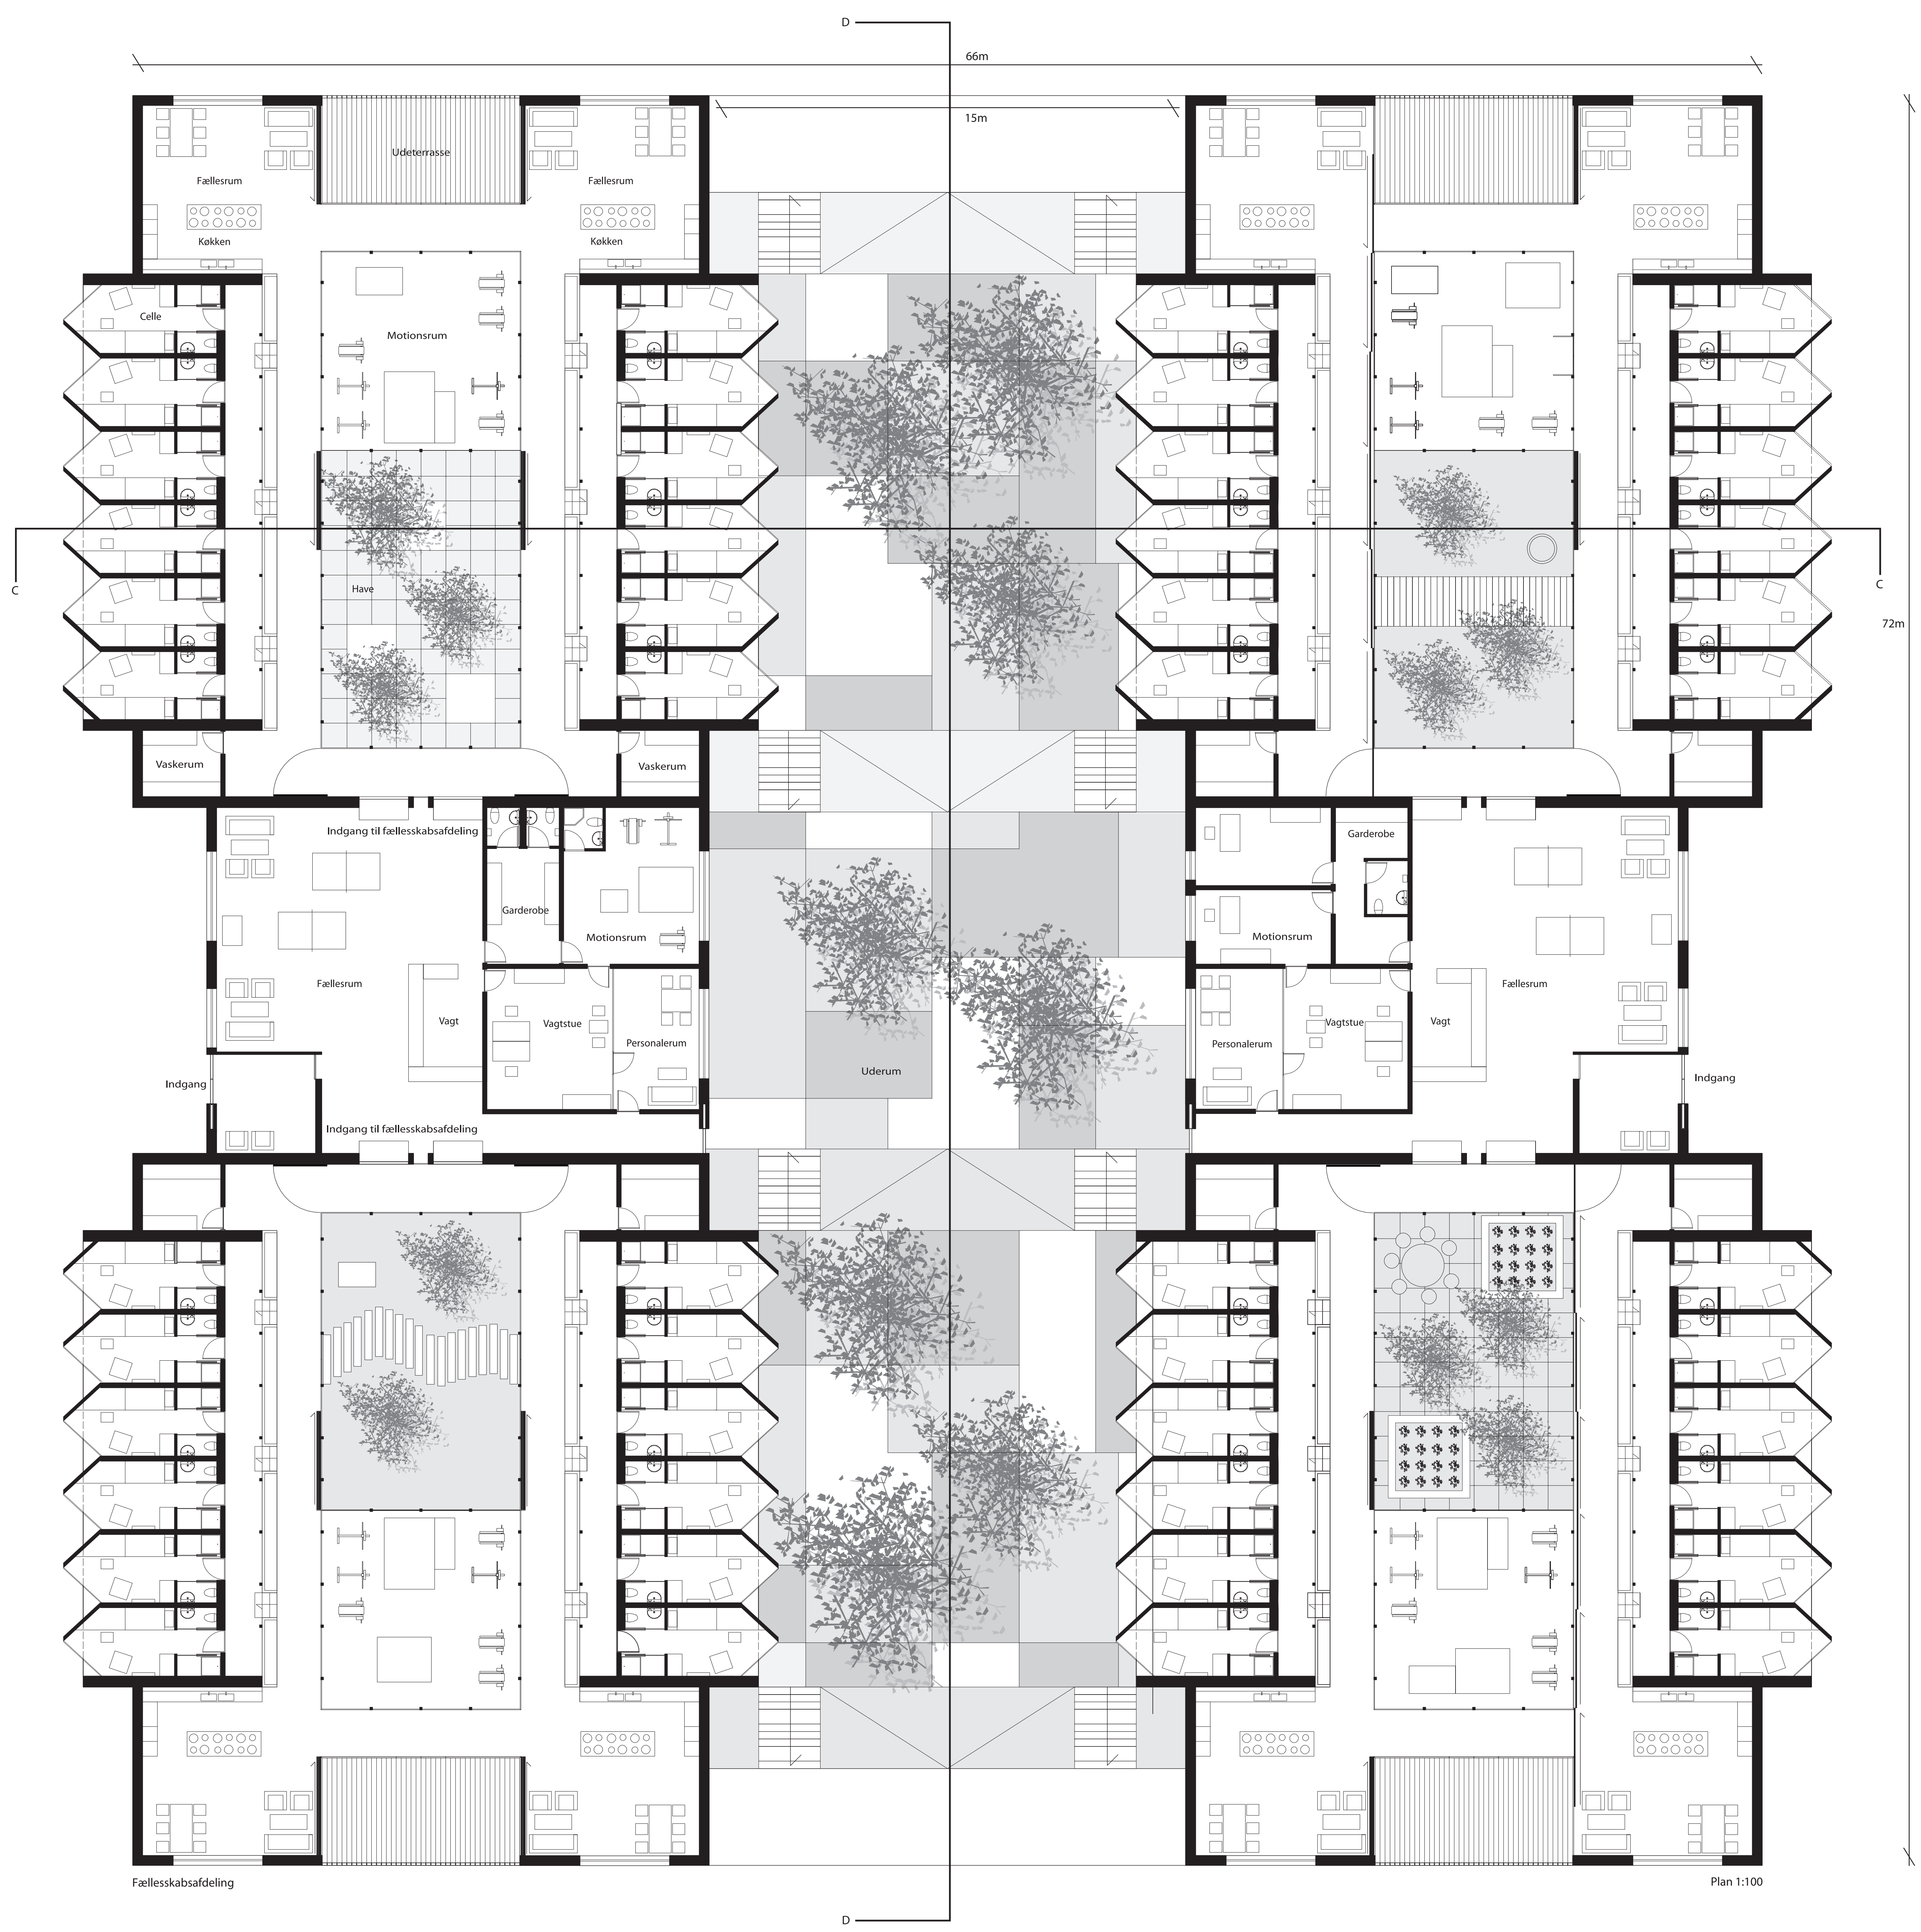 D
66m
15m
Udeterrasse
Fællesrum
Fællesrum
Køkken
Køkken
Celle
Motionsrum
Have
C
C
72m
Vaskerum
Vaskerum
Indgang til fællesskabsafdeling
Garderobe
Garderobe
Motionsrum
Motionsrum
Fællesrum
Fællesrum
Vagt
Vagtstue
Personalerum
Personalerum
Vagtstue
Vagt
Uderum
Indgang
Indgang
Indgang til fællesskabsafdeling
Fællesskabsafdeling
Plan 1:100
D